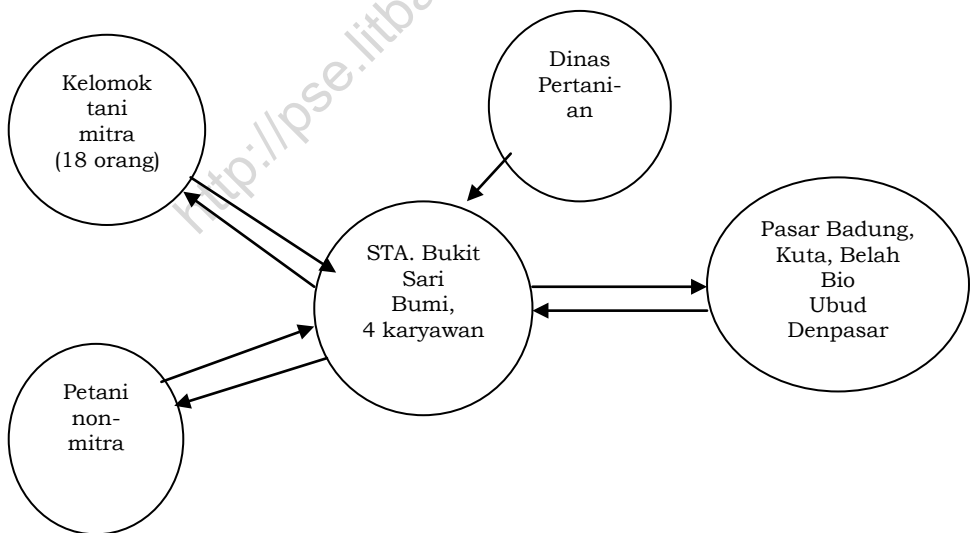 Kelomok
tani
mitra
(18 orang)
Dinas
Pertani-
an
http://pse.litba
STA. Bukit
Sari
Bumi,
4 karyawan
Pasar Badung,
Kuta, Belah
Bio
Ubud
Denpasar
Petani
non-
mitra